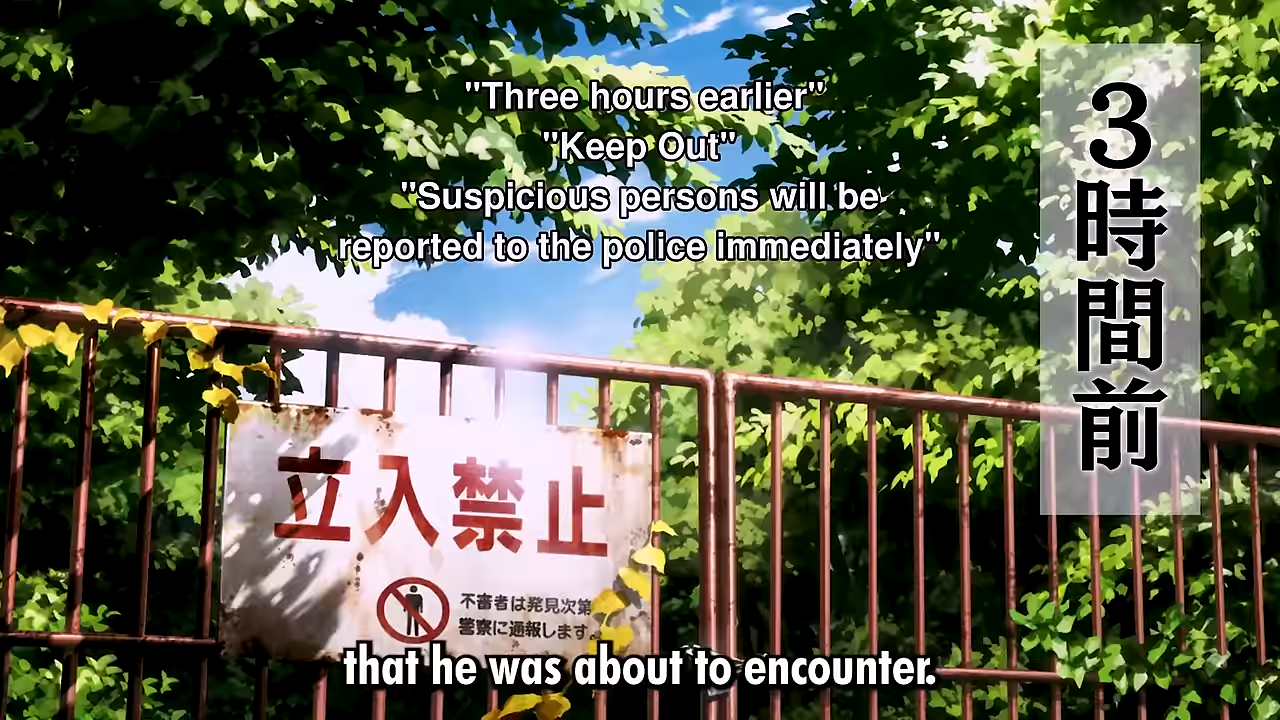 "Three hours earlier"
"Keep Out"
"Suspicious persons will be
reported to the police immediately"
3時間前
立入禁止
不審者は発見次第
警察に通報します。
that he was about to encounter.